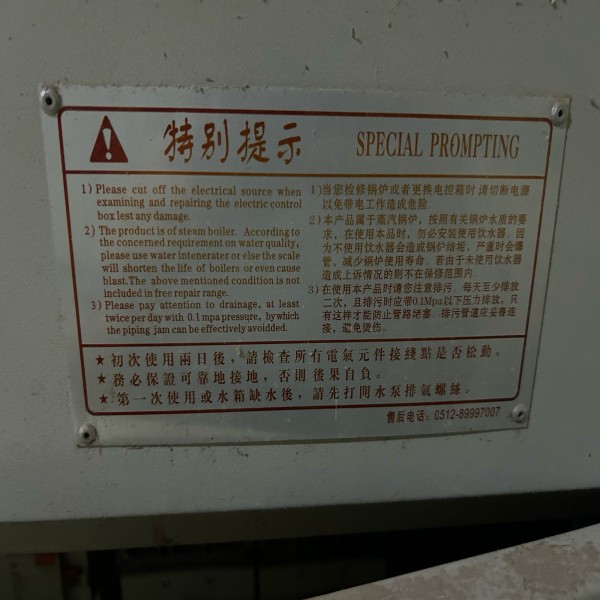 特别提示 SPECIAL PROMPTING
1) Please cut off the electrical source when
examining and repairing the electric control
box lest any damage.
2) The product is of steam boiler. According to
the concerned requirement on water quality,
please use water intenerater or else the scale
will shorten the life of boilers or even cause
blast.The above mentioned condition is not
included in free repair range.
3) Please pay attention to drainage, at least
twice per day with 0.1 mpa pressure, by which
the piping jam can be effectively avoidded.
1)当您检修锅炉或者更换电控箱时请切断电源
以免带电工作造成危险.
2)本产品属于蒸汽锅炉，按照有关锅炉水质的要
求，在使用本品时，勿必安装使用饮水器。因
为不使用饮水器会造成锅炉结垢、严重时会爆
管，减少锅炉使用寿命。若由于未使用饮水器
造成上诉情况的则不在保修范围内.
3)在使用本产品时请您注意排污。每天至少排放
二次，且排污时应带0.1Mpa以下压力排放。只
有这样才能防止管路堵塞。排污管道应妥善连
接，避免烫伤。
★初次使用兩日後，請檢查所有電氣元件接綫點是否松動。
★務必保證可靠地接地，否則後果自負。
★第一次使用或水箱缺水後，請先打開水泵排氣螺絲。
售后电话：0512-89997007